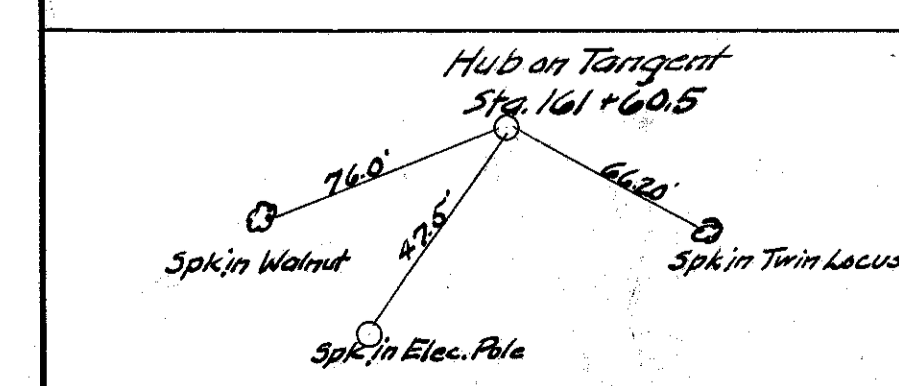 Hub on Tangent
Sta. 161 +60.5
76.0'
47.5'
66.20'
Spk in Walnut
Spk in Twin Locus
Spk in Elec. Pole